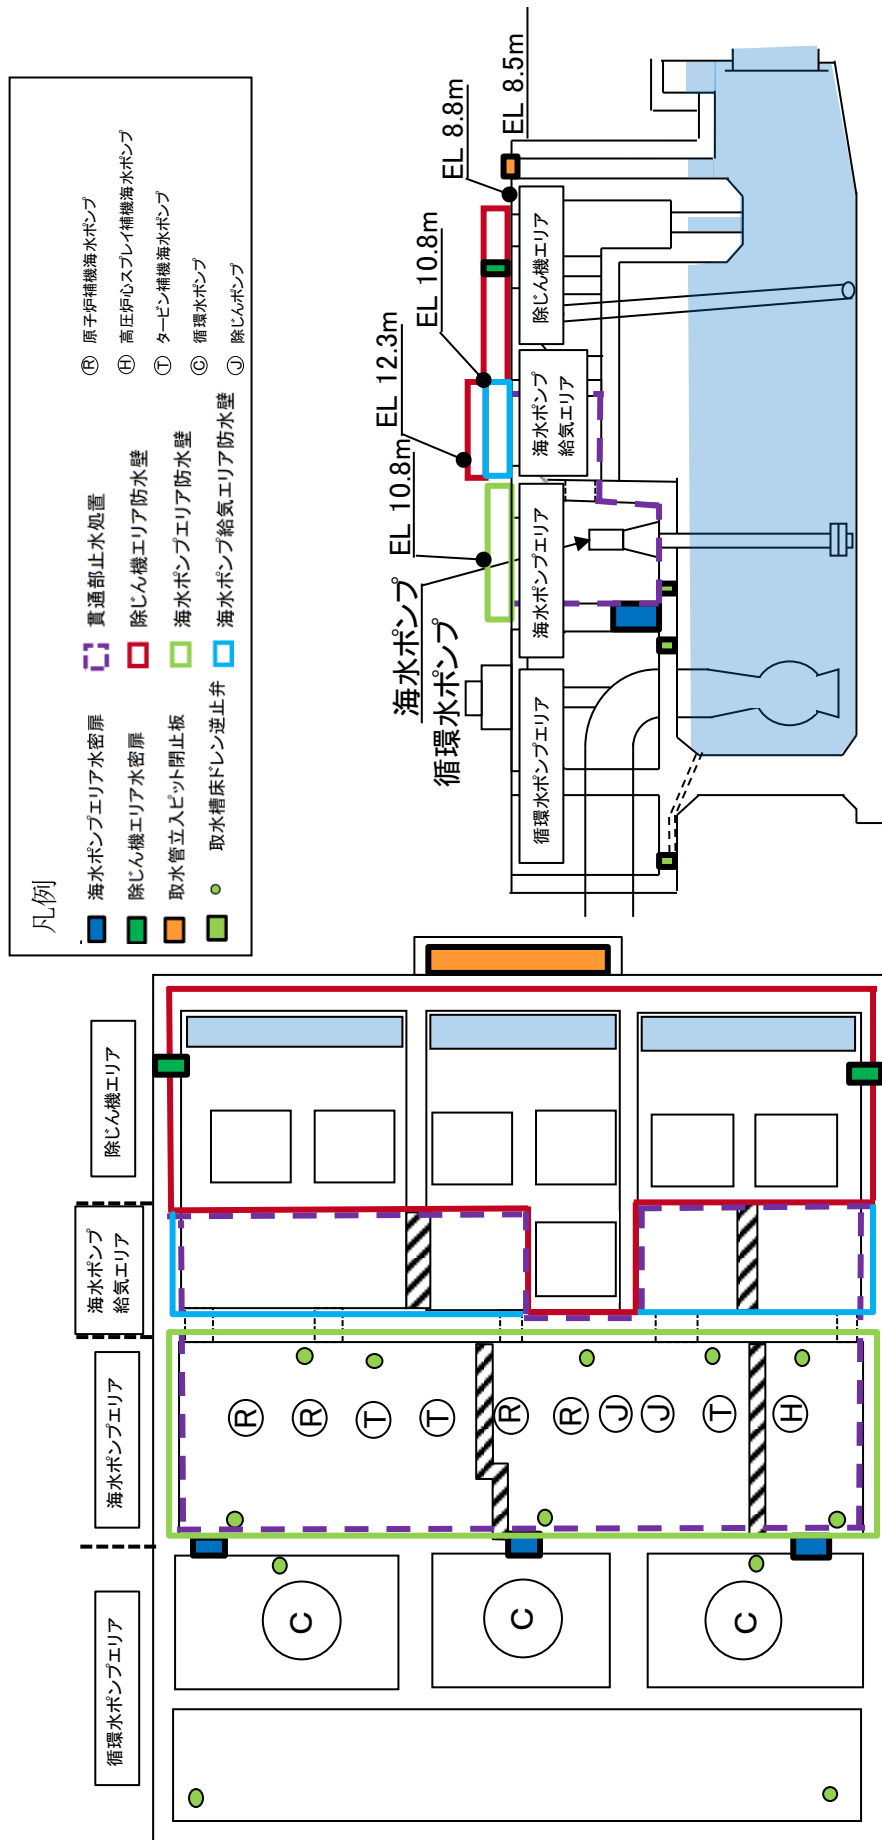 凡例
海水ポンプエリア水密扉
除じん機エリア水密扉
取水管立入ピット閉止板
取水槽床ドレン逆止弁
貫通部止水処置
除じん機エリア防水壁
海水ポンプエリア防水壁
海水ポンプ給気エリア防水壁
Ⓡ 原子炉補機海水ポンプ
Ⓗ 高圧炉心スプレイ補機海水ポンプ
Ⓣ タービン補機海水ポンプ
Ⓒ 循環水ポンプ
Ⓙ 除じんポンプ
循環水ポンプ
海水ポンプ
EL 10.8m
EL 12.3m
EL 10.8m
EL 8.8m
EL 8.5m
循環水ポンプエリア
海水ポンプエリア
海水ポンプ
給気エリア
除じん機エリア
循環水ポンプエリア
海水ポンプエリア
海水ポンプ
給気エリア
除じん機エリア
Ⓡ
Ⓡ
Ⓣ
Ⓣ
Ⓡ
Ⓡ
Ⓙ
Ⓙ
Ⓣ
Ⓗ
Ⓒ
Ⓒ
Ⓒ